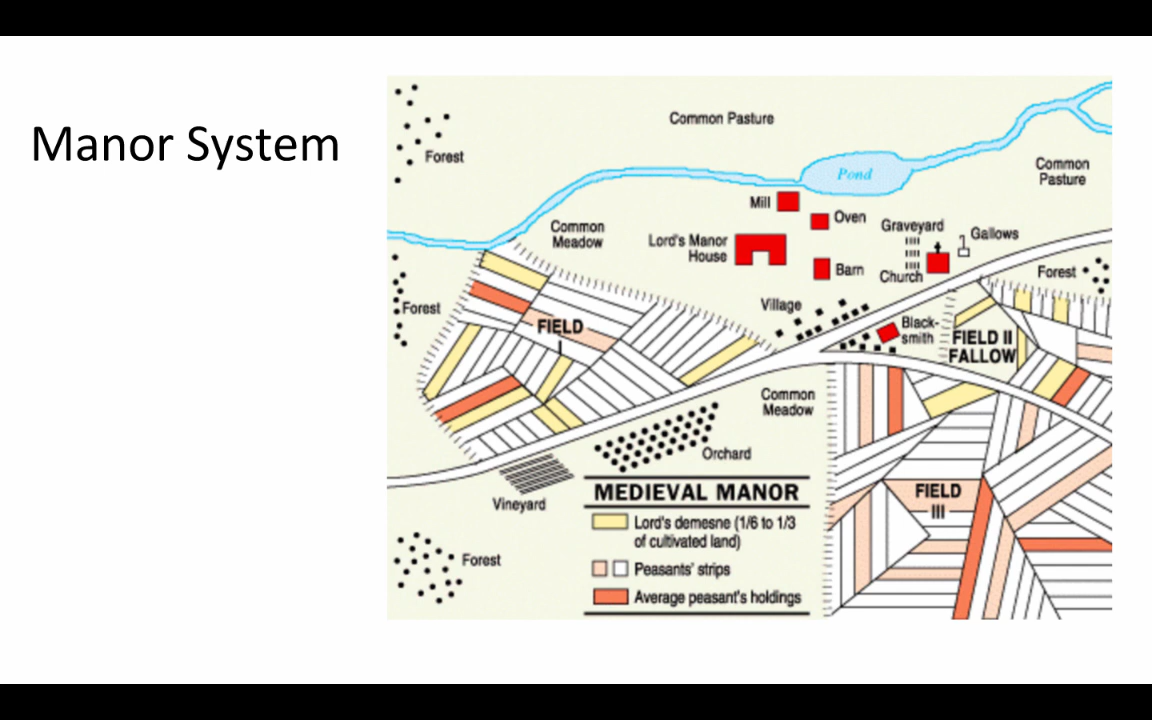 Manor System
Common Pasture
Forest
Common
Pasture
Pond
Mill
Oven
Graveyard
Gallows
Common
Meadow
Lord's Manor
House
Barn
Church
Forest
Forest
Village
FIELD
I
Black-
smith
FIELD II
FALLOW
Common
Meadow
Orchard
Vineyard
FIELD
III
Forest
MEDIEVAL MANOR
Lord's demesne (1/6 to 1/3
of cultivated land)
Peasants' strips
Average peasant's holdings